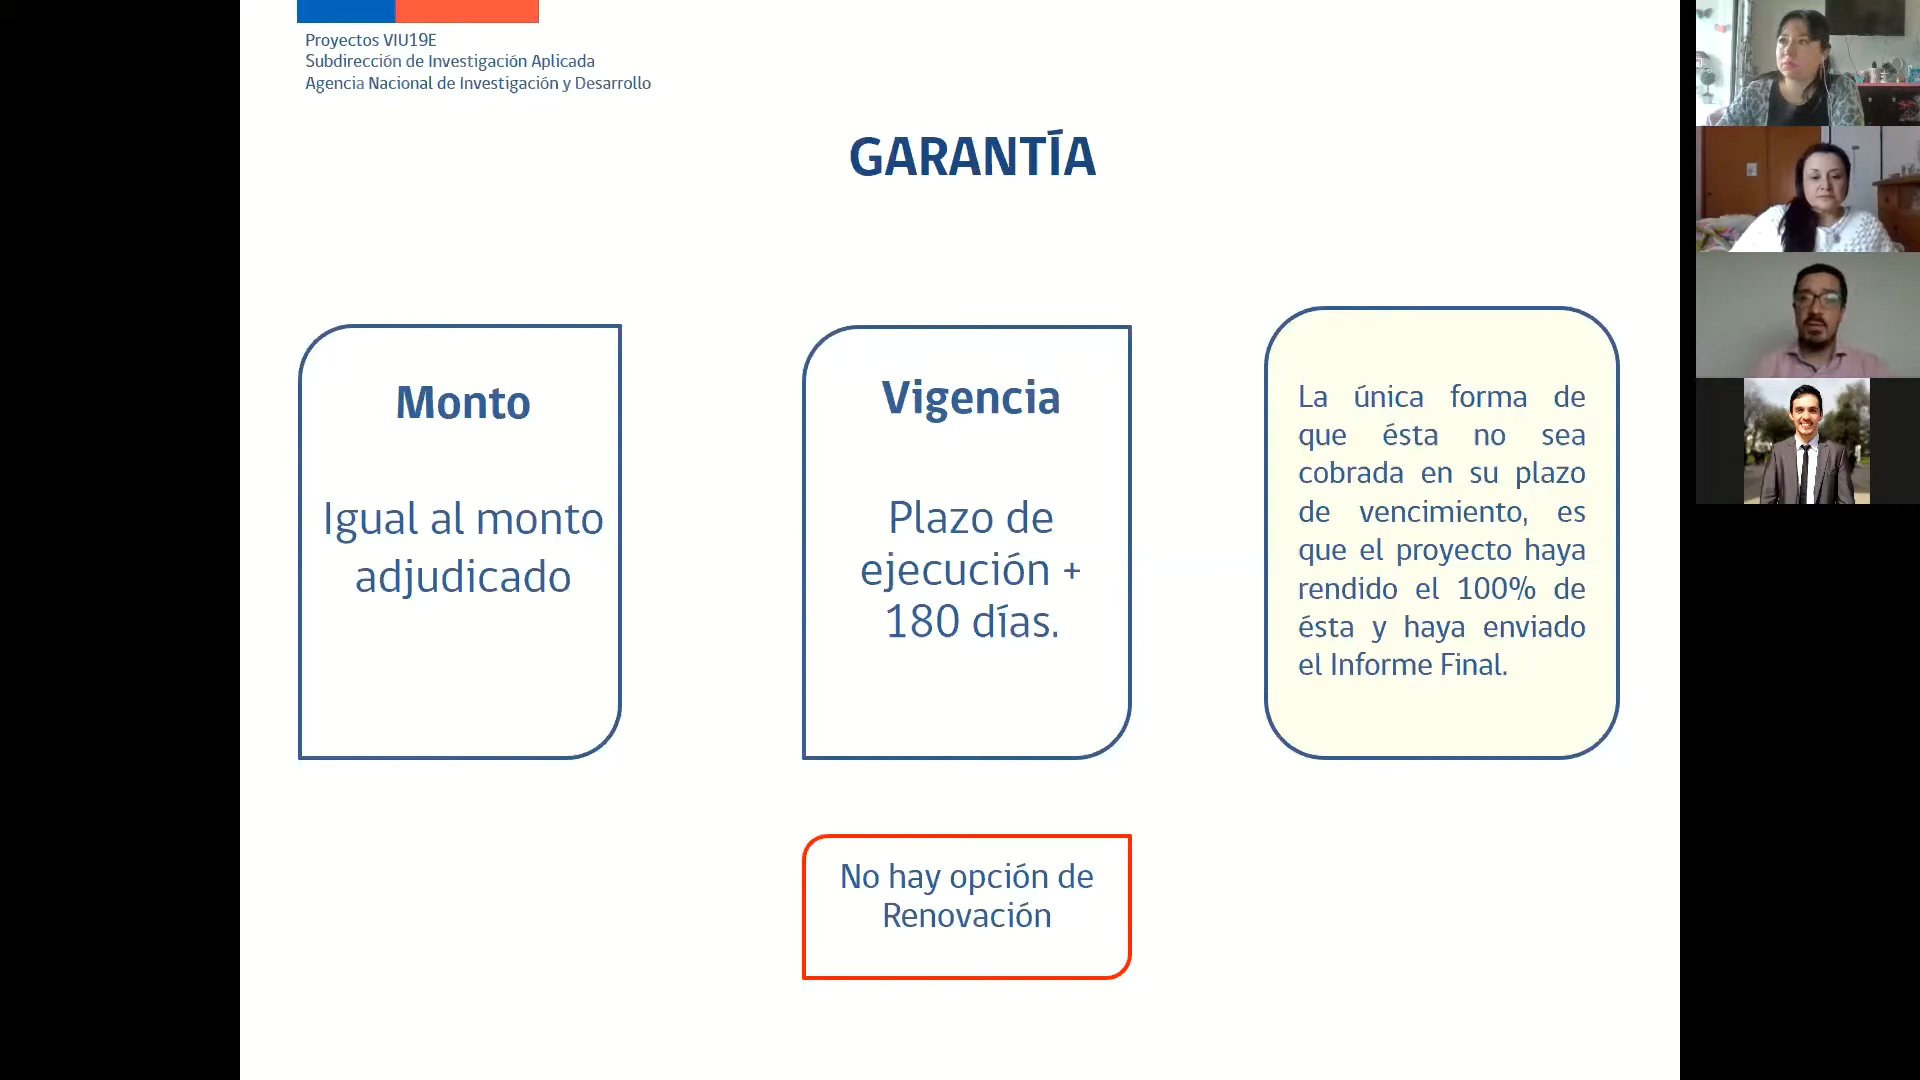 Proyectos VIU19E
Subdirección de Investigación Aplicada
Agencia Nacional de Investigación y Desarrollo
GARANTÍA
Monto
Igual al monto
adjudicado
Vigencia
Plazo de
ejecución +
180 días.
La única forma de
que ésta no sea
cobrada en su plazo
de vencimiento, es
que el proyecto haya
rendido el 100% de
ésta y haya enviado
el Informe Final.
No hay opción de
Renovación